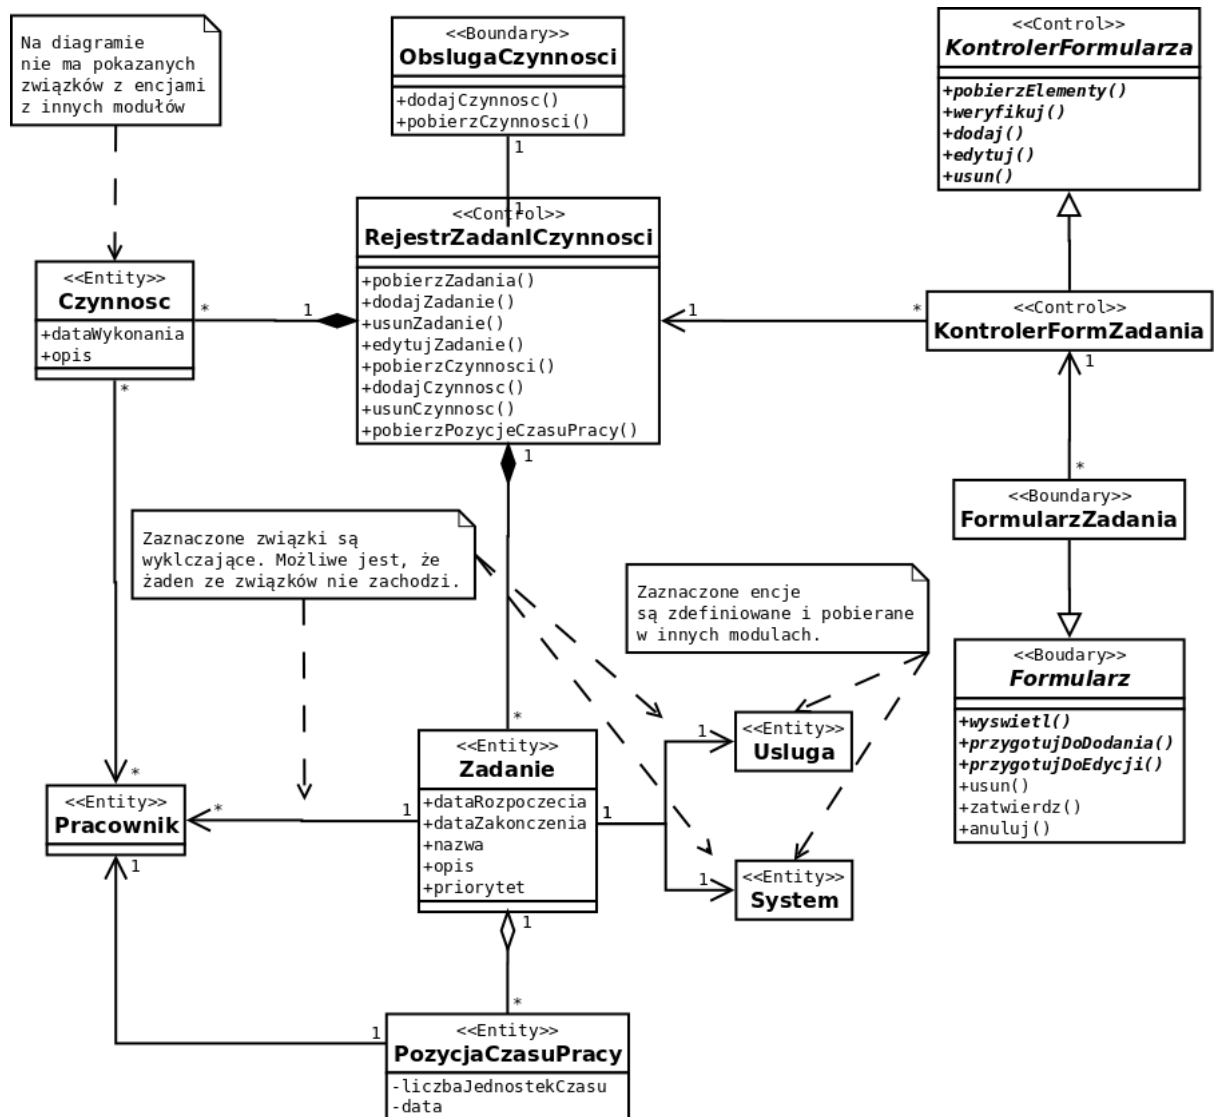 Na diagramie
nie ma pokazanych
związków z encjami
z innych modułów
<<Boundary>>
ObslugaCzynnosci
+dodajCzynnosc()
+pobierzCzynnosci()
1
1
<<Control>>
KontrolerFormularza
+pobierzElementy()
+weryfikuj()
+dodaj()
+edytuj()
+usun()
<<Control>>
RejestrZadanICzynnosci
+pobierzZadania()
+dodajZadanie()
+usunZadanie()
+edytujZadanie()
+pobierzCzynnosci()
+dodajCzynnosc()
+usunCzynnosc()
+pobierzPozycjeCzasuPracy()
<<Entity>>
Czynnosc
+dataWykonania
+opis
*
1
*
1
*
<<Control>>
KontrolerFormZadania
1
*
1
<<Boundary>>
FormularzZadania
Zaznaczone związki są
wyklczające. Możliwe jest, że
żaden ze związków nie zachodzi.
Zaznaczone encje
są zdefiniowane i pobierane
w innych modulach.
<<Boudary>>
Formularz
+wyswietl()
+przygotujDoDodania()
+przygotujDoEdycji()
+usun()
+zatwierdz()
+anuluj()
*
<<Entity>>
Zadanie
+dataRozpoczecia
+dataZakonczenia
+nazwa
+opis
+priorytet
1
<<Entity>>
Usluga
*
<<Entity>>
Pracownik
*
1
1
1
<<Entity>>
System
1
1
*
1
<<Entity>>
PozycjaCzasuPracy
-liczbaJednostekCzasu
-data